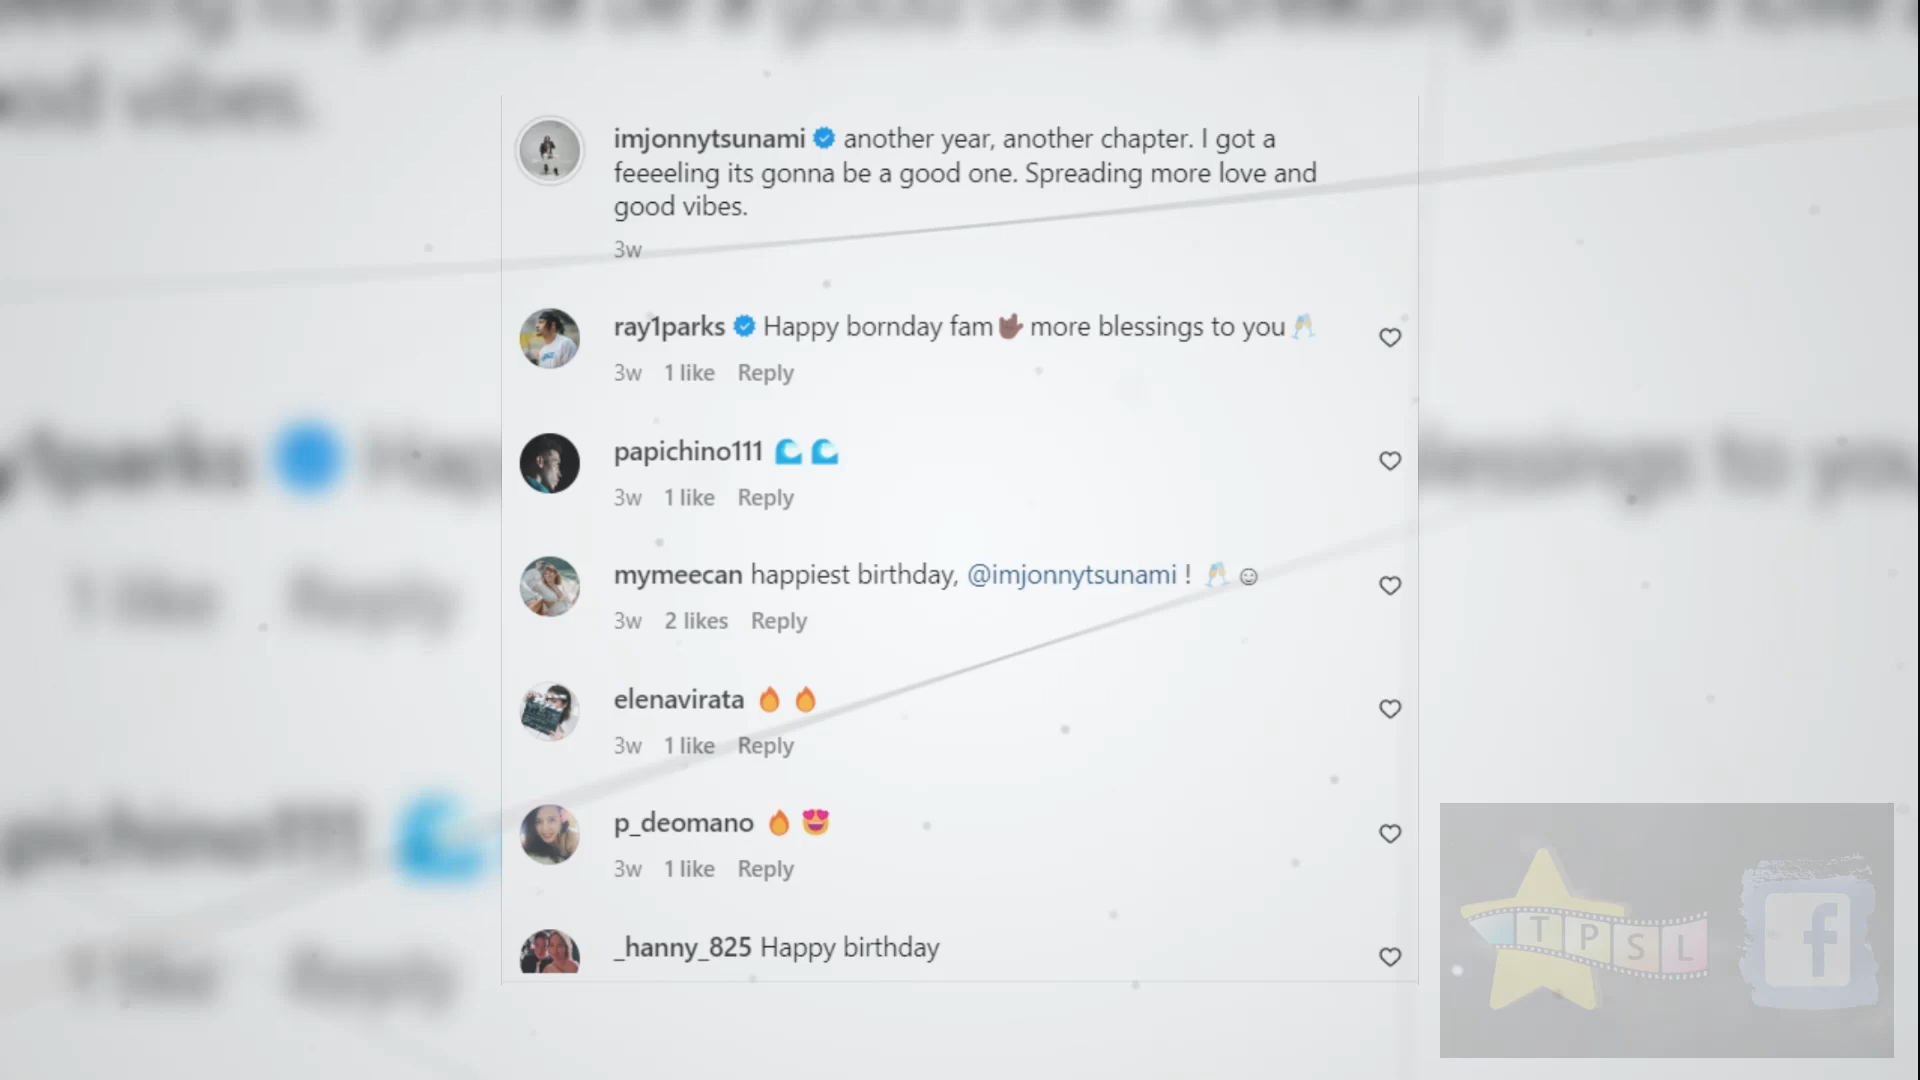 imjonnytsunami another year, another chapter. I got a
feeeeling its gonna be a good one. Spreading more love and
good vibes.
3w
ray1parks Happy bornday fam🤟🏿 more blessings to you🥂
3w 1 like Reply
papichino111 🌊 🌊
3w 1 like Reply
mymeecan happiest birthday, @imjonnytsunami ! 🥂 ☺
3w 2 likes Reply
elenavirata 🔥 🔥
3w 1 like Reply
p_deomano 🔥 😍
3w 1 like Reply
_hanny_825 Happy birthday
TPSL
f